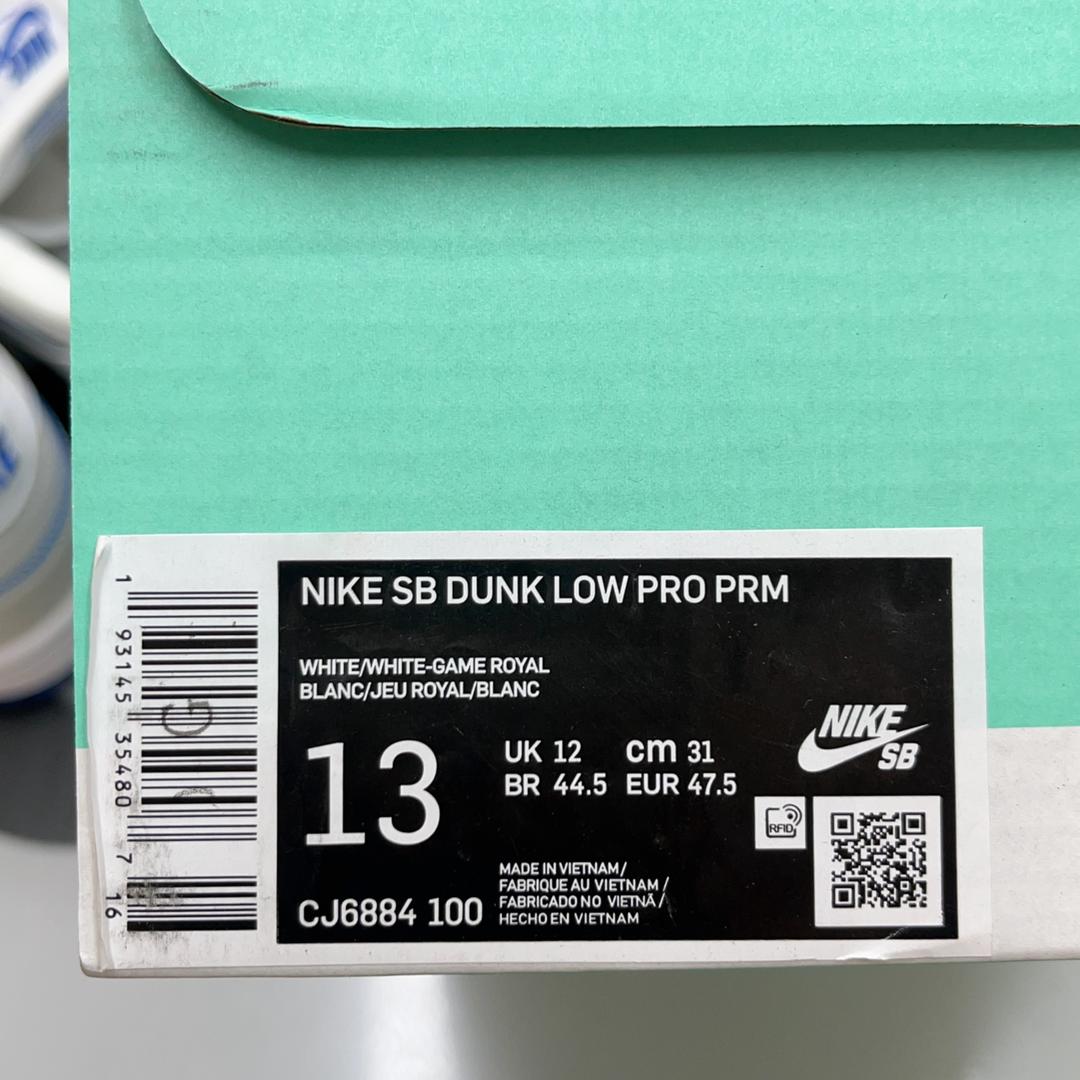 NIKE SB DUNK LOW PRO PRM
WHITE/WHITE-GAME ROYAL
BLANC/JEU ROYAL/BLANC
13
UK 12 cm 31
BR 44.5 EUR 47.5
NIKE
SB
RFID
CJ6884 100
MADE IN VIETNAM/
FABRIQUE AU VIETNAM /
FABRICADO NO VIETNÃ /
HECHO EN VIETNAM
1 93145 35480 7 16
G